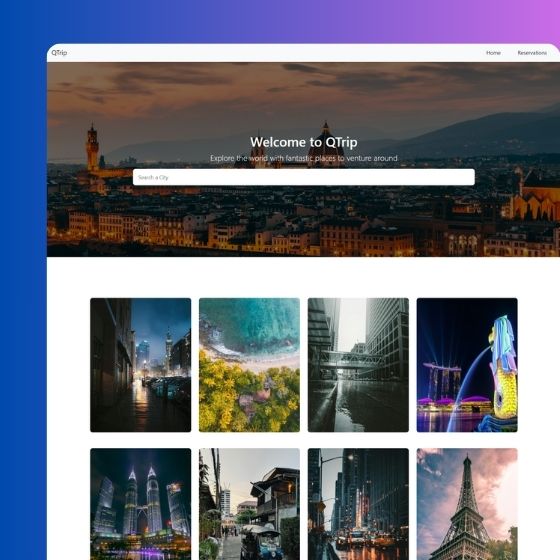 QTrip
Home
Reservations
Welcome to QTrip
Explore the world with fantastic places to venture around
Search a City